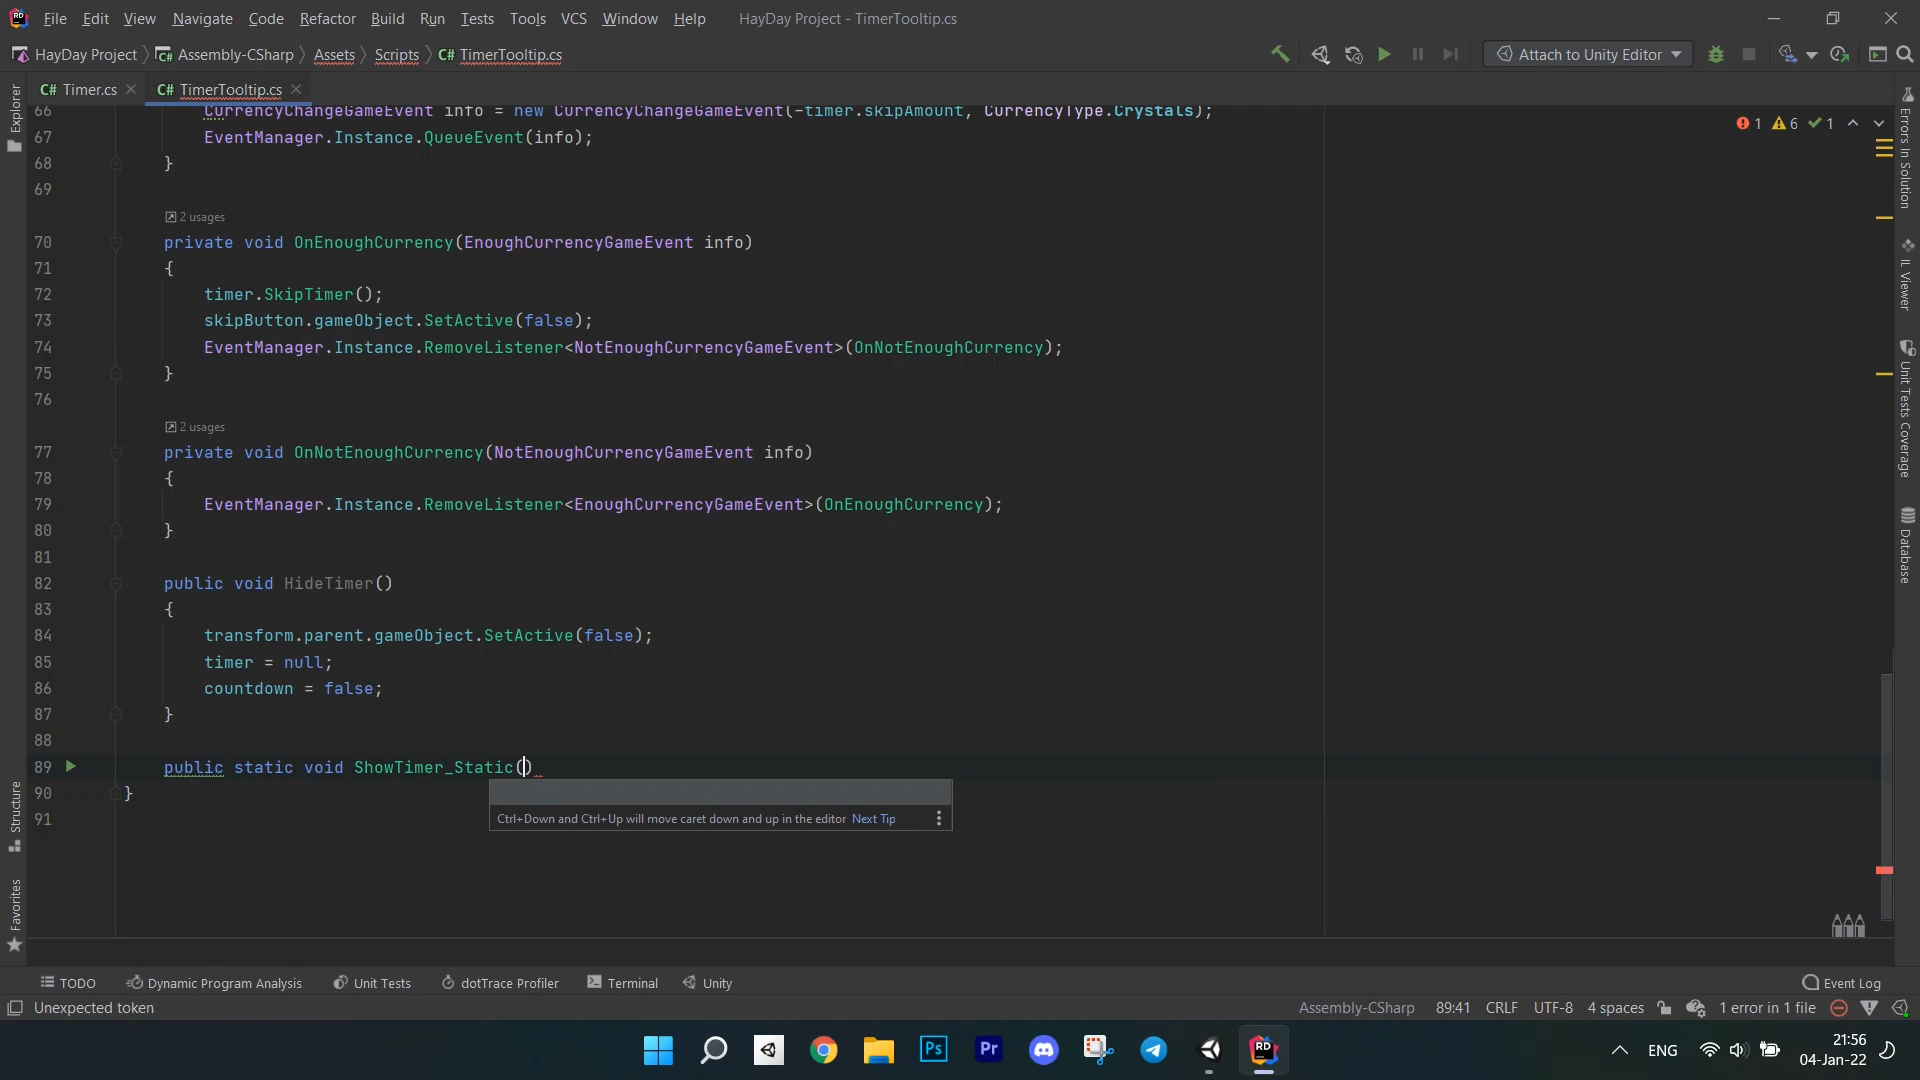 File Edit View Navigate Code Refactor Build Run Tests Tools VCS Window Help HayDay Project - TimerTooltip.cs
HayDay Project Assembly-CSharp Assets Scripts C# TimerTooltip.cs Attach to Unity Editor
C# Timer.cs C# TimerTooltip.cs
66 CurrencyChangeGameEvent info = new CurrencyChangeGameEvent(-timer.skipAmount, CurrencyType.Crystals);
67 EventManager.Instance.QueueEvent(info);
68 }
69
2 usages
70 private void OnEnoughCurrency(EnoughCurrencyGameEvent info)
71 {
72 timer.SkipTimer();
73 skipButton.gameObject.SetActive(false);
74 EventManager.Instance.RemoveListener<NotEnoughCurrencyGameEvent>(OnNotEnoughCurrency);
75 }
76
2 usages
77 private void OnNotEnoughCurrency(NotEnoughCurrencyGameEvent info)
78 {
79 EventManager.Instance.RemoveListener<EnoughCurrencyGameEvent>(OnEnoughCurrency);
80 }
81
82 public void HideTimer()
83 {
84 transform.parent.gameObject.SetActive(false);
85 timer = null;
86 countdown = false;
87 }
88
89 public static void ShowTimer_Static()
90 }
91
Ctrl+Down and Ctrl+Up will move caret down and up in the editor Next Tip
1 6 1
Explorer
Structure
Favorites
Errors In Solution
IL Viewer
Unit Tests Coverage
Database
TODO Dynamic Program Analysis Unit Tests dotTrace Profiler Terminal Unity Event Log
Unexpected token Assembly-CSharp 89:41 CRLF UTF-8 4 spaces 1 error in 1 file
Ps Pr RD ENG 21:56
04-Jan-22